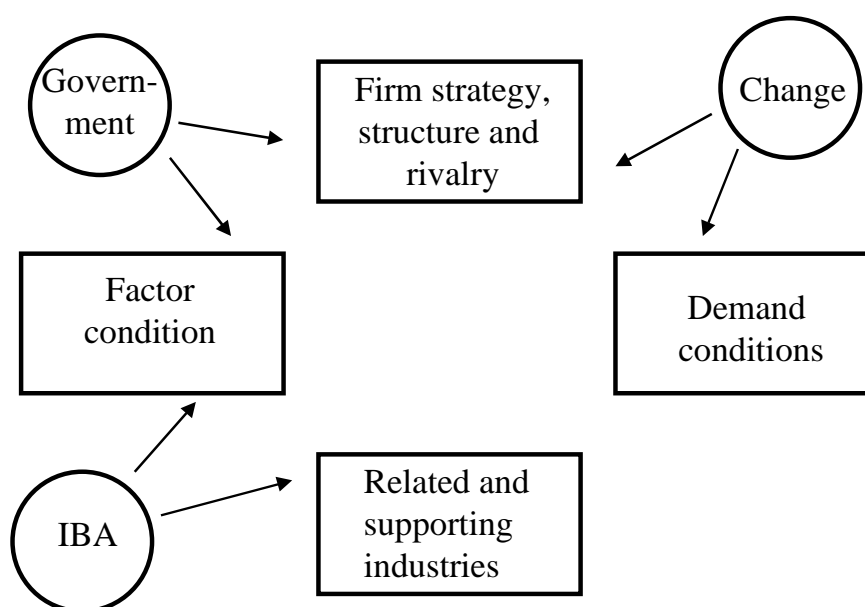 Govern-
ment
Firm strategy,
structure and
rivalry
Change
Factor
condition
Demand
conditions
IBA
Related and
supporting
industries